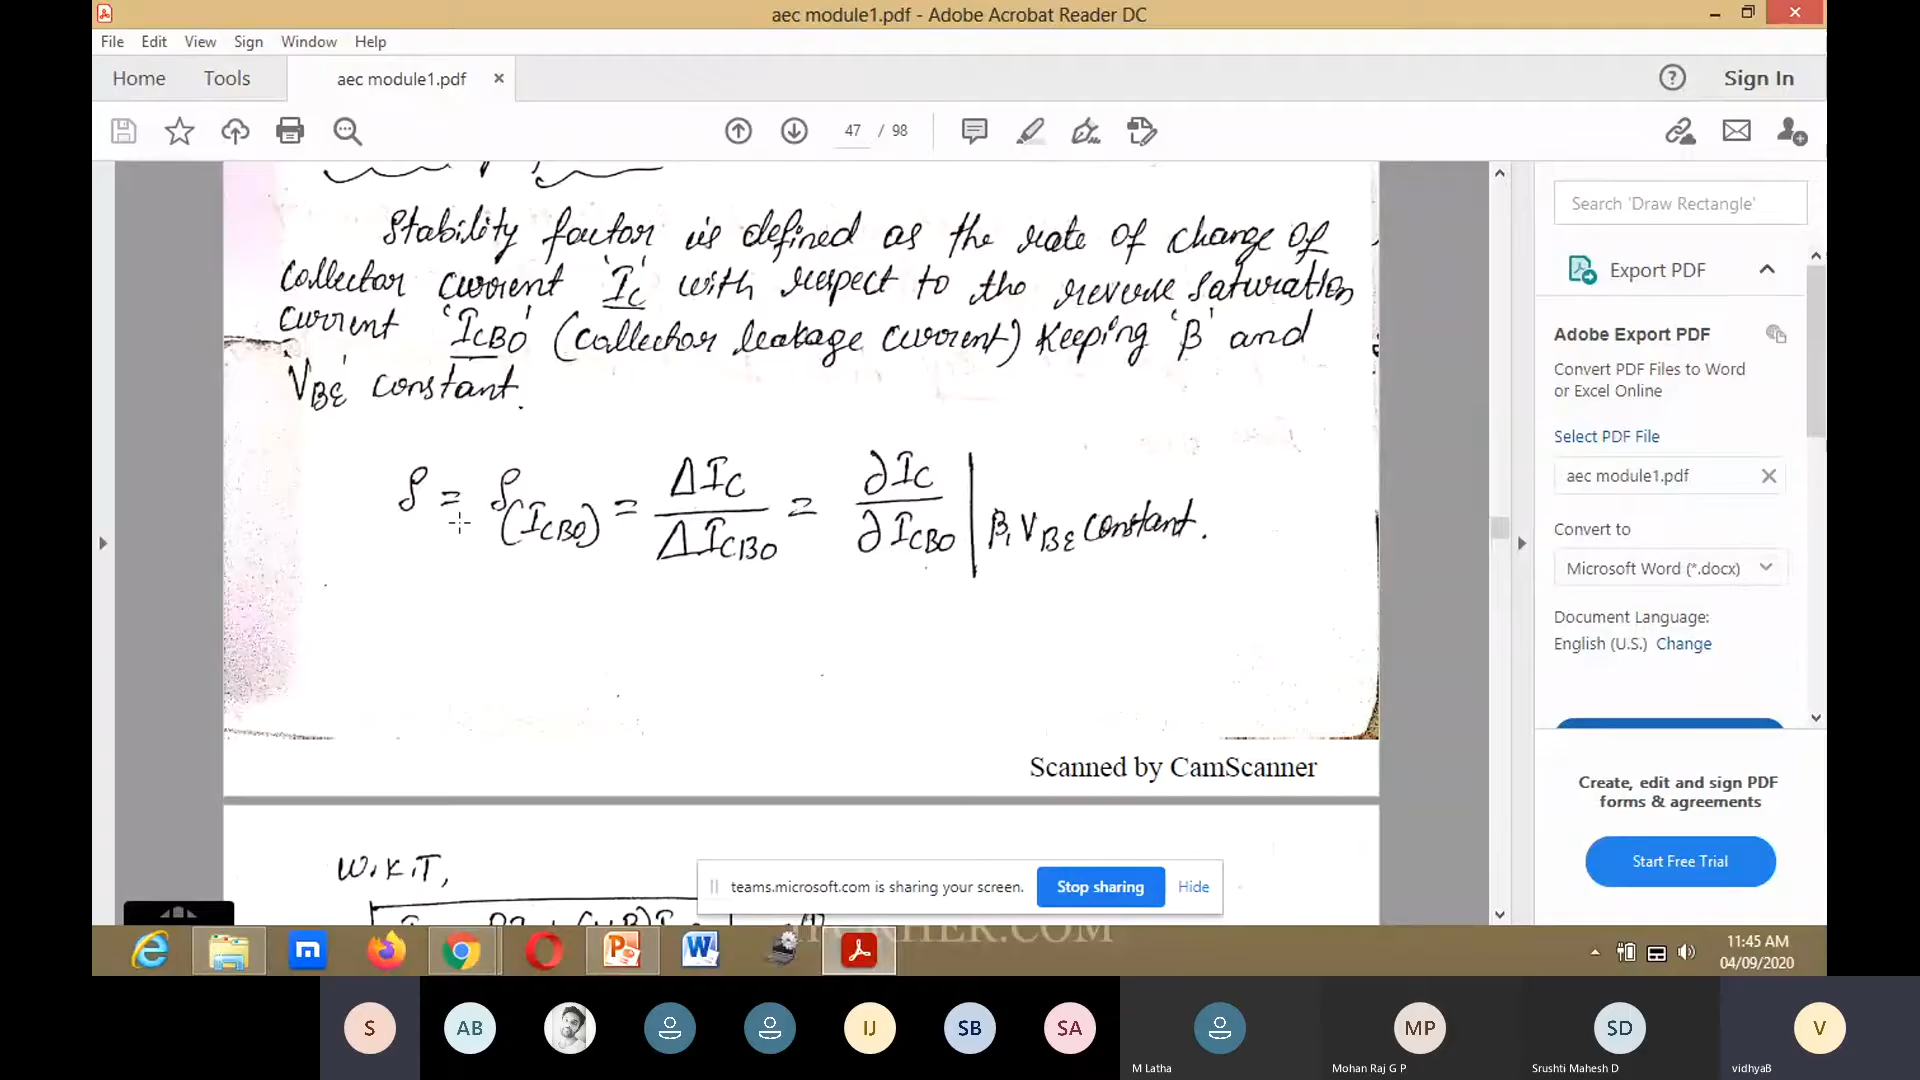 aec module1.pdf - Adobe Acrobat Reader DC
File Edit View Sign Window Help
Home Tools aec module1.pdf × Sign In
47 / 98
Stability factor is defined as the rate of change of
collector current 'IC' with respect to the reverse saturation
current 'ICBO' (collector leakage current) Keeping 'β' and
'VBE' constant.
S = S(ICBO) = ΔIC / ΔICBO = ∂IC / ∂ICBO | β, VBE constant.
Scanned by CamScanner
W.K.T,
Search 'Draw Rectangle'
Export PDF
Adobe Export PDF
Convert PDF Files to Word
or Excel Online
Select PDF File
aec module1.pdf
Convert to
Microsoft Word (*.docx)
Document Language:
English (U.S.) Change
Create, edit and sign PDF
forms & agreements
Start Free Trial
teams.microsoft.com is sharing your screen. Stop sharing Hide
11:45 AM
04/09/2020
S AB IJ SB SA MP SD V
M Latha Mohan Raj G P Srushti Mahesh D vidhyaB